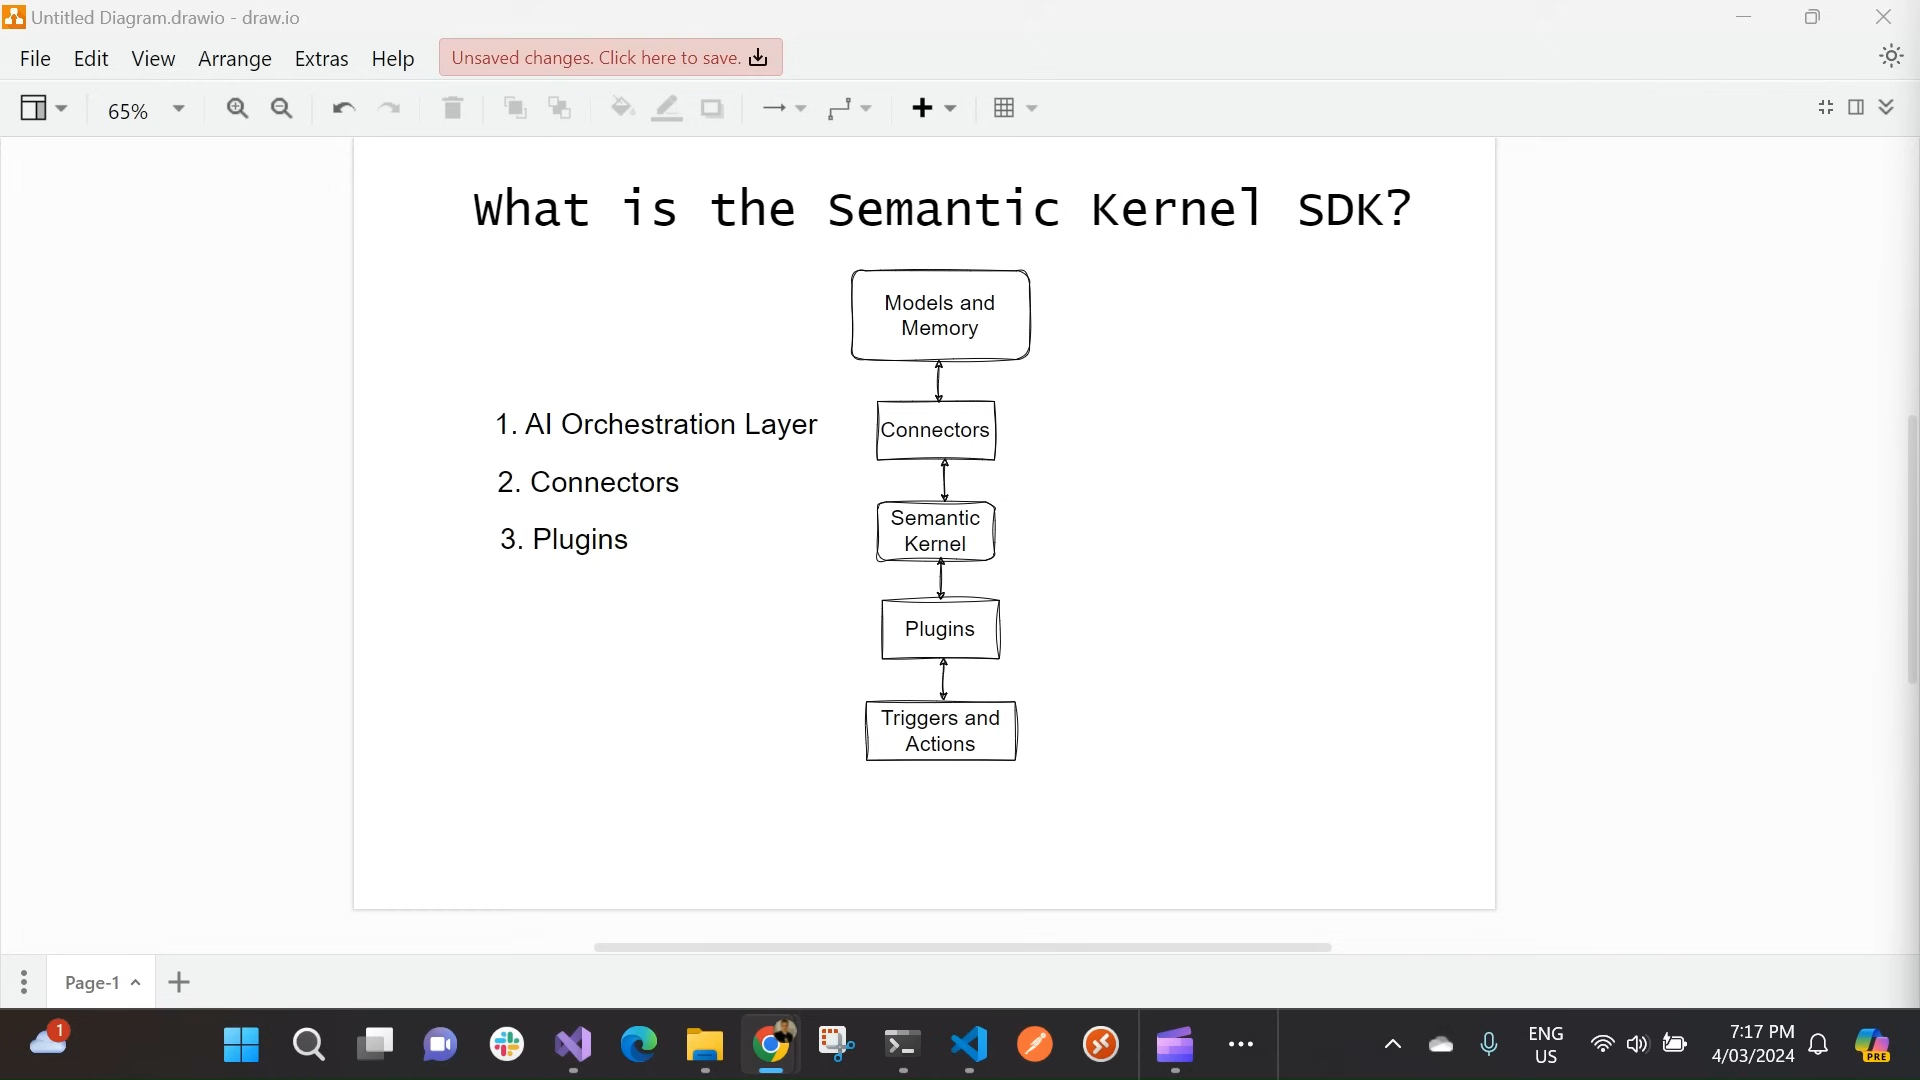 Untitled Diagram.drawio - draw.io
File Edit View Arrange Extras Help Unsaved changes. Click here to save.
65%
What is the Semantic Kernel SDK?
Models and
Memory
1. AI Orchestration Layer
Connectors
2. Connectors
Semantic
Kernel
3. Plugins
Plugins
Triggers and
Actions
Page-1
1
ENG
US
7:17 PM
4/03/2024
PRE